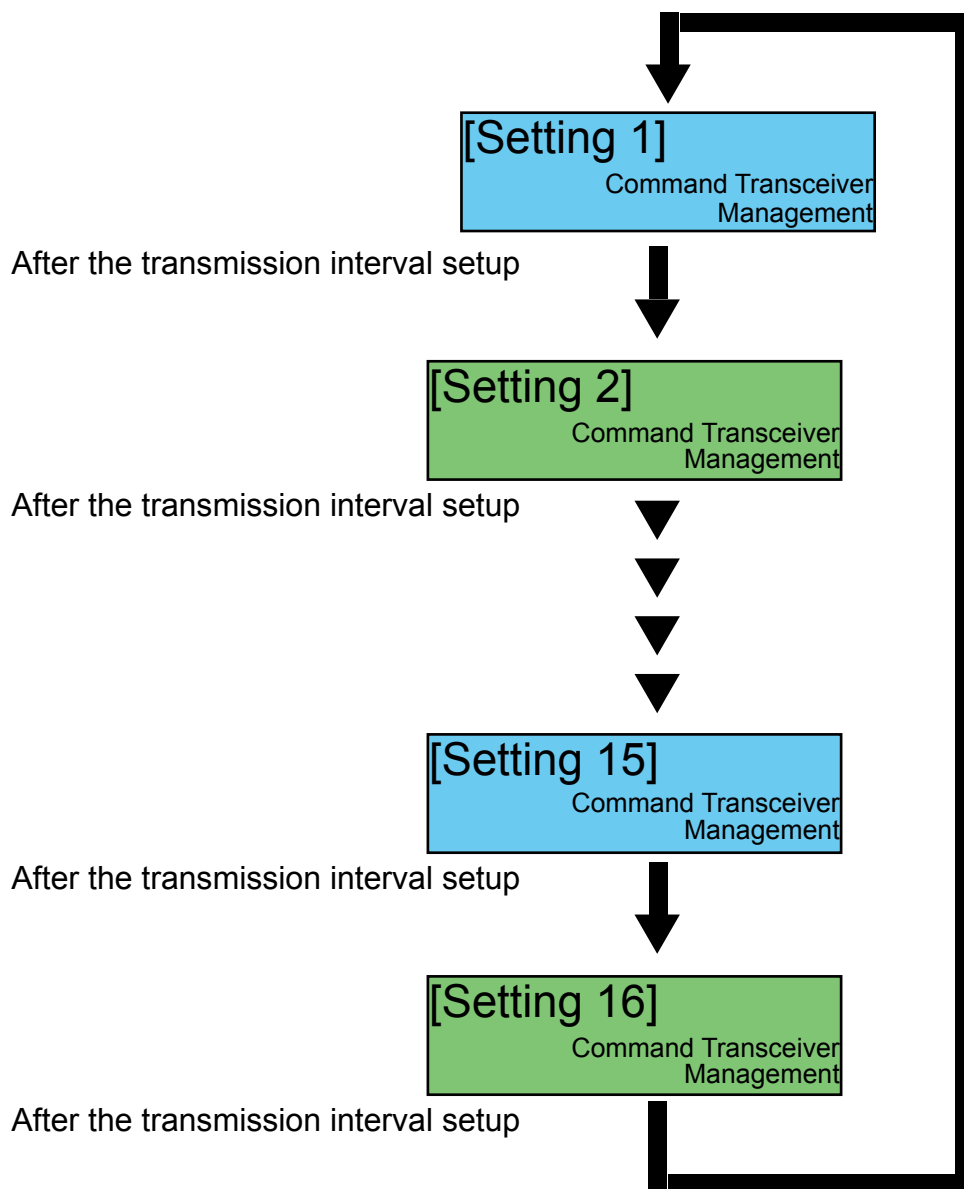 [Setting 1]
Command Transceiver
Management
After the transmission interval setup
[Setting 2]
Command Transceiver
Management
After the transmission interval setup
[Setting 15]
Command Transceiver
Management
After the transmission interval setup
[Setting 16]
Command Transceiver
Management
After the transmission interval setup